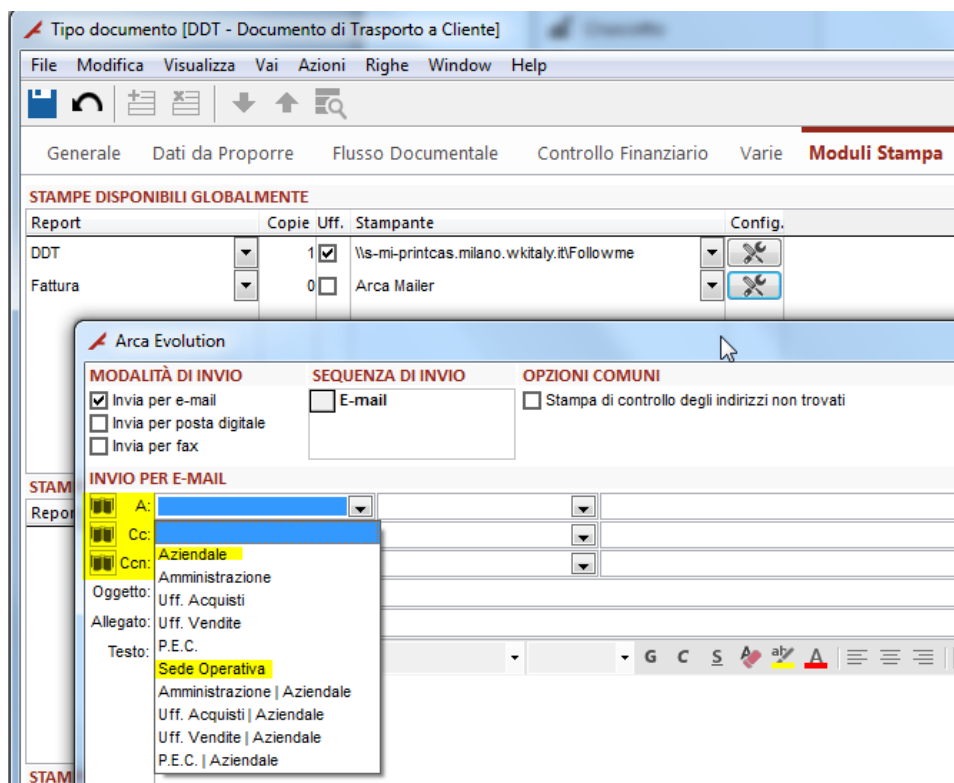 Tipo documento [DDT - Documento di Trasporto a Cliente]
File Modifica Visualizza Vai Azioni Righe Window Help
Generale Dati da Proporre Flusso Documentale Controllo Finanziario Varie Moduli Stampa
STAMPE DISPONIBILI GLOBALMENTE
Report Copie Uff. Stampante Config.
DDT 1 \\s-mi-printcas.milano.wkitaly.it\Followme
Fattura 0 Arca Mailer
Arca Evolution
MODALITÀ DI INVIO SEQUENZA DI INVIO OPZIONI COMUNI
Invia per e-mail E-mail Stampa di controllo degli indirizzi non trovati
Invia per posta digitale
Invia per fax
INVIO PER E-MAIL
STAM
Repor A:
Cc:
Ccn: Aziendale
Amministrazione
Oggetto: Uff. Acquisti
Allegato: Uff. Vendite
Testo: P.E.C. G C S ab A
Sede Operativa
Amministrazione | Aziendale
Uff. Acquisti | Aziendale
Uff. Vendite | Aziendale
P.E.C. | Aziendale
STAM